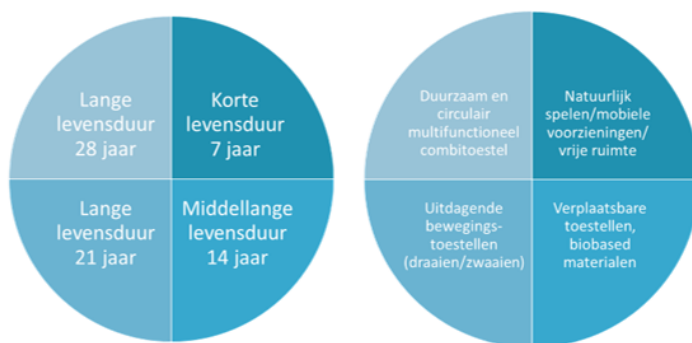 Lange
levensduur
28 jaar
Korte
levensduur
7 jaar
Lange
levensduur
21 jaar
Middellange
levensduur
14 jaar
Duurzaam en
circulair
multifunctioneel
combitoestel
Natuurlijk
spelen/mobiele
voorzieningen/
vrije ruimte
Uitdagende
bewegings-
toestellen
(draaien/zwaaien)
Verplaatsbare
toestellen,
biobased
materialen